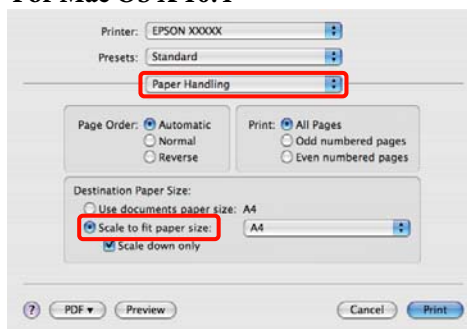 For Mac OS X 10.4
Printer: EPSON XXXXX
Presets: Standard
Paper Handling
Page Order: Automatic
Normal
Reverse
Print: All Pages
Odd numbered pages
Even numbered pages
Destination Paper Size:
Use documents paper size: A4
Scale to fit paper size: A4
Scale down only
? PDF Preview Cancel Print